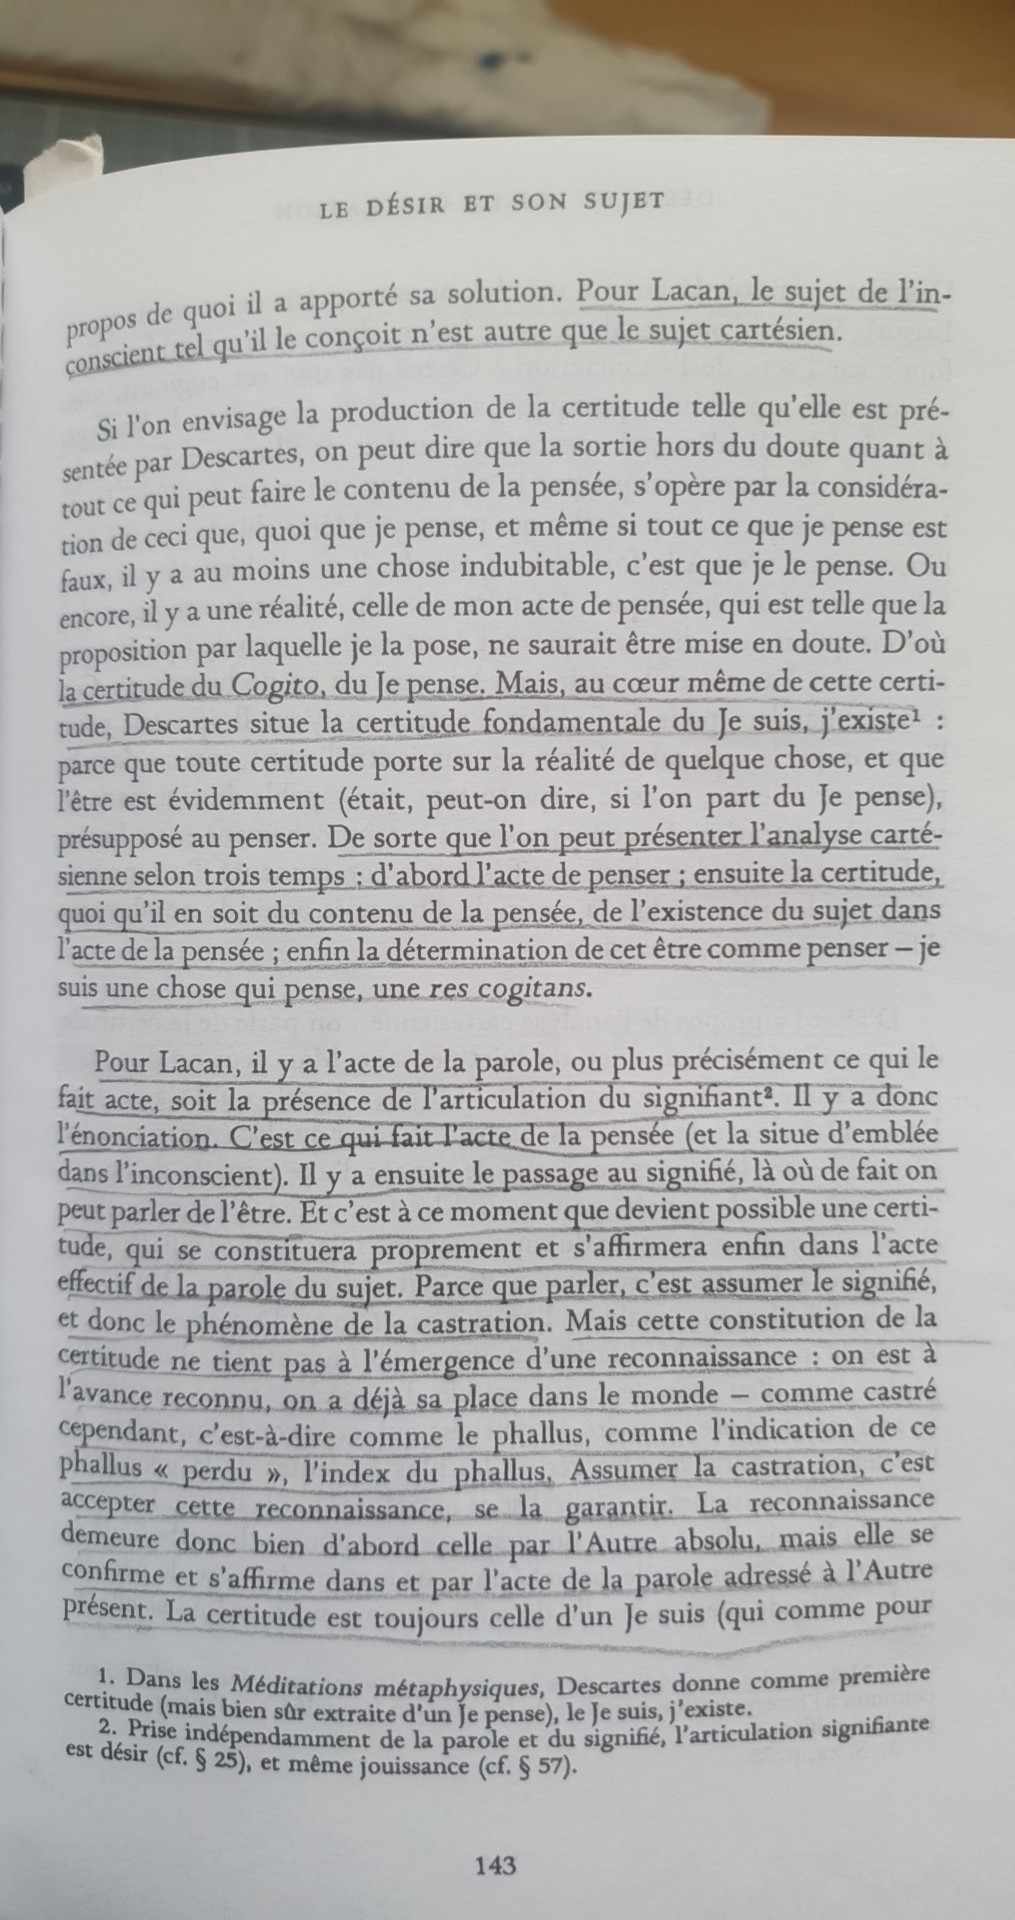 LE DÉSIR ET SON SUJET
propos de quoi il a apporté sa solution. Pour Lacan, le sujet de l'in-
conscient tel qu'il le conçoit n'est autre que le sujet cartésien.
Si l'on envisage la production de la certitude telle qu'elle est pré-
sentée par Descartes, on peut dire que la sortie hors du doute quant à
tout ce qui peut faire le contenu de la pensée, s'opère par la considéra-
tion de ceci que, quoi que je pense, et même si tout ce que je pense est
faux, il y a au moins une chose indubitable, c'est que je le pense. Ou
encore, il y a une réalité, celle de mon acte de pensée, qui est telle que la
proposition par laquelle je la pose, ne saurait être mise en doute. D'où
la certitude du Cogito, du Je pense. Mais, au cœur même de cette certi-
tude, Descartes situe la certitude fondamentale du Je suis, j'existe¹ :
parce que toute certitude porte sur la réalité de quelque chose, et que
l'être est évidemment (était, peut-on dire, si l'on part du Je pense),
présupposé au penser. De sorte que l'on peut présenter l'analyse carté-
sienne selon trois temps : d'abord l'acte de penser ; ensuite la certitude,
quoi qu'il en soit du contenu de la pensée, de l'existence du sujet dans
l'acte de la pensée ; enfin la détermination de cet être comme penser – je
suis une chose qui pense, une res cogitans.
Pour Lacan, il y a l'acte de la parole, ou plus précisément ce qui le
fait acte, soit la présence de l'articulation du signifiant². Il y a donc
l'énonciation. C'est ce qui fait l'acte de la pensée (et la situe d'emblée
dans l'inconscient). Il y a ensuite le passage au signifié, là où de fait on
peut parler de l'être. Et c'est à ce moment que devient possible une certi-
tude, qui se constituera proprement et s'affirmera enfin dans l'acte
effectif de la parole du sujet. Parce que parler, c'est assumer le signifié,
et donc le phénomène de la castration. Mais cette constitution de la
certitude ne tient pas à l'émergence d'une reconnaissance : on est à
l'avance reconnu, on a déjà sa place dans le monde – comme castré
cependant, c'est-à-dire comme le phallus, comme l'indication de ce
phallus « perdu », l'index du phallus. Assumer la castration, c'est
accepter cette reconnaissance, se la garantir. La reconnaissance
demeure donc bien d'abord celle par l'Autre absolu, mais elle se
confirme et s'affirme dans et par l'acte de la parole adressé à l'Autre
présent. La certitude est toujours celle d'un Je suis (qui comme pour
1. Dans les Méditations métaphysiques, Descartes donne comme première
certitude (mais bien sûr extraite d'un Je pense), le Je suis, j'existe.
2. Prise indépendamment de la parole et du signifié, l'articulation signifiante
est désir (cf. § 25), et même jouissance (cf. § 57).
143